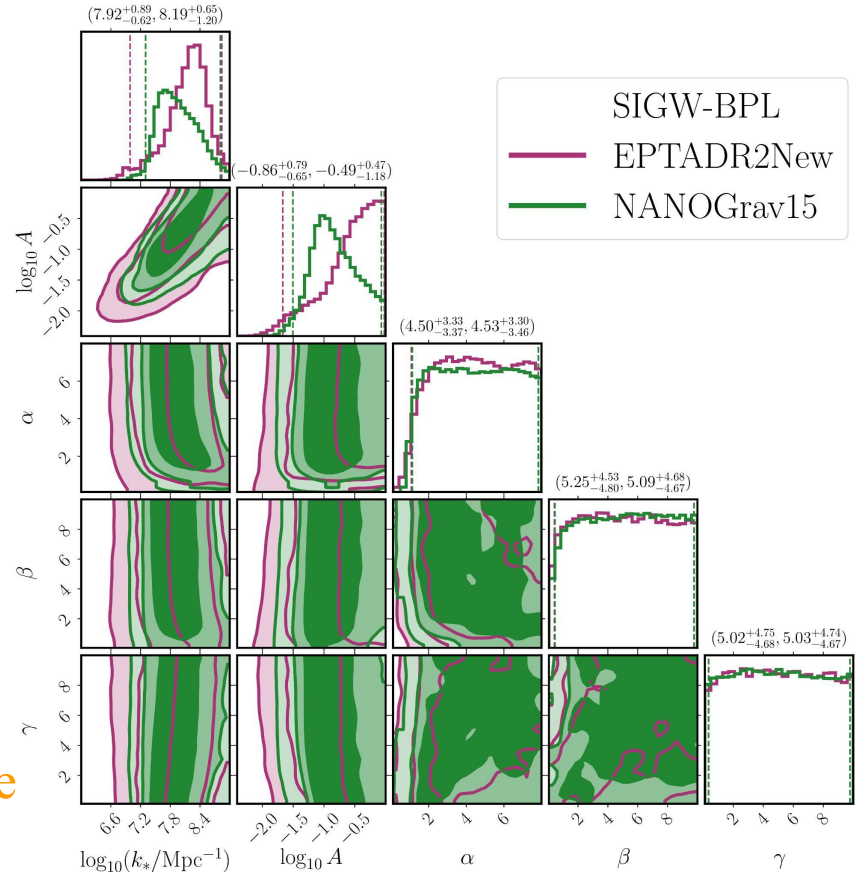 (7.92^{+0.89}_{-0.62}, 8.19^{+0.65}_{-1.20})
SIGW-BPL
EPTADR2New
NANOGrav15
(−0.86^{+0.79}_{-0.65}, −0.49^{+0.47}_{-1.18})
log₁₀ A
−0.5
−1.0
−1.5
−2.0
(4.50^{+3.33}_{-3.37}, 4.53^{+3.30}_{-3.46})
α
6
4
2
(5.25^{+4.53}_{-4.80}, 5.09^{+4.68}_{-4.67})
β
8
6
4
2
(5.02^{+4.75}_{-4.68}, 5.03^{+4.74}_{-4.67})
γ
8
6
4
2
e
6.6 7.2 7.8 8.4 −2.0 −1.5 −1.0 −0.5 2 4 6 2 4 6 8 2 4 6 8
log₁₀(k_*/Mpc⁻¹) log₁₀ A α β γ